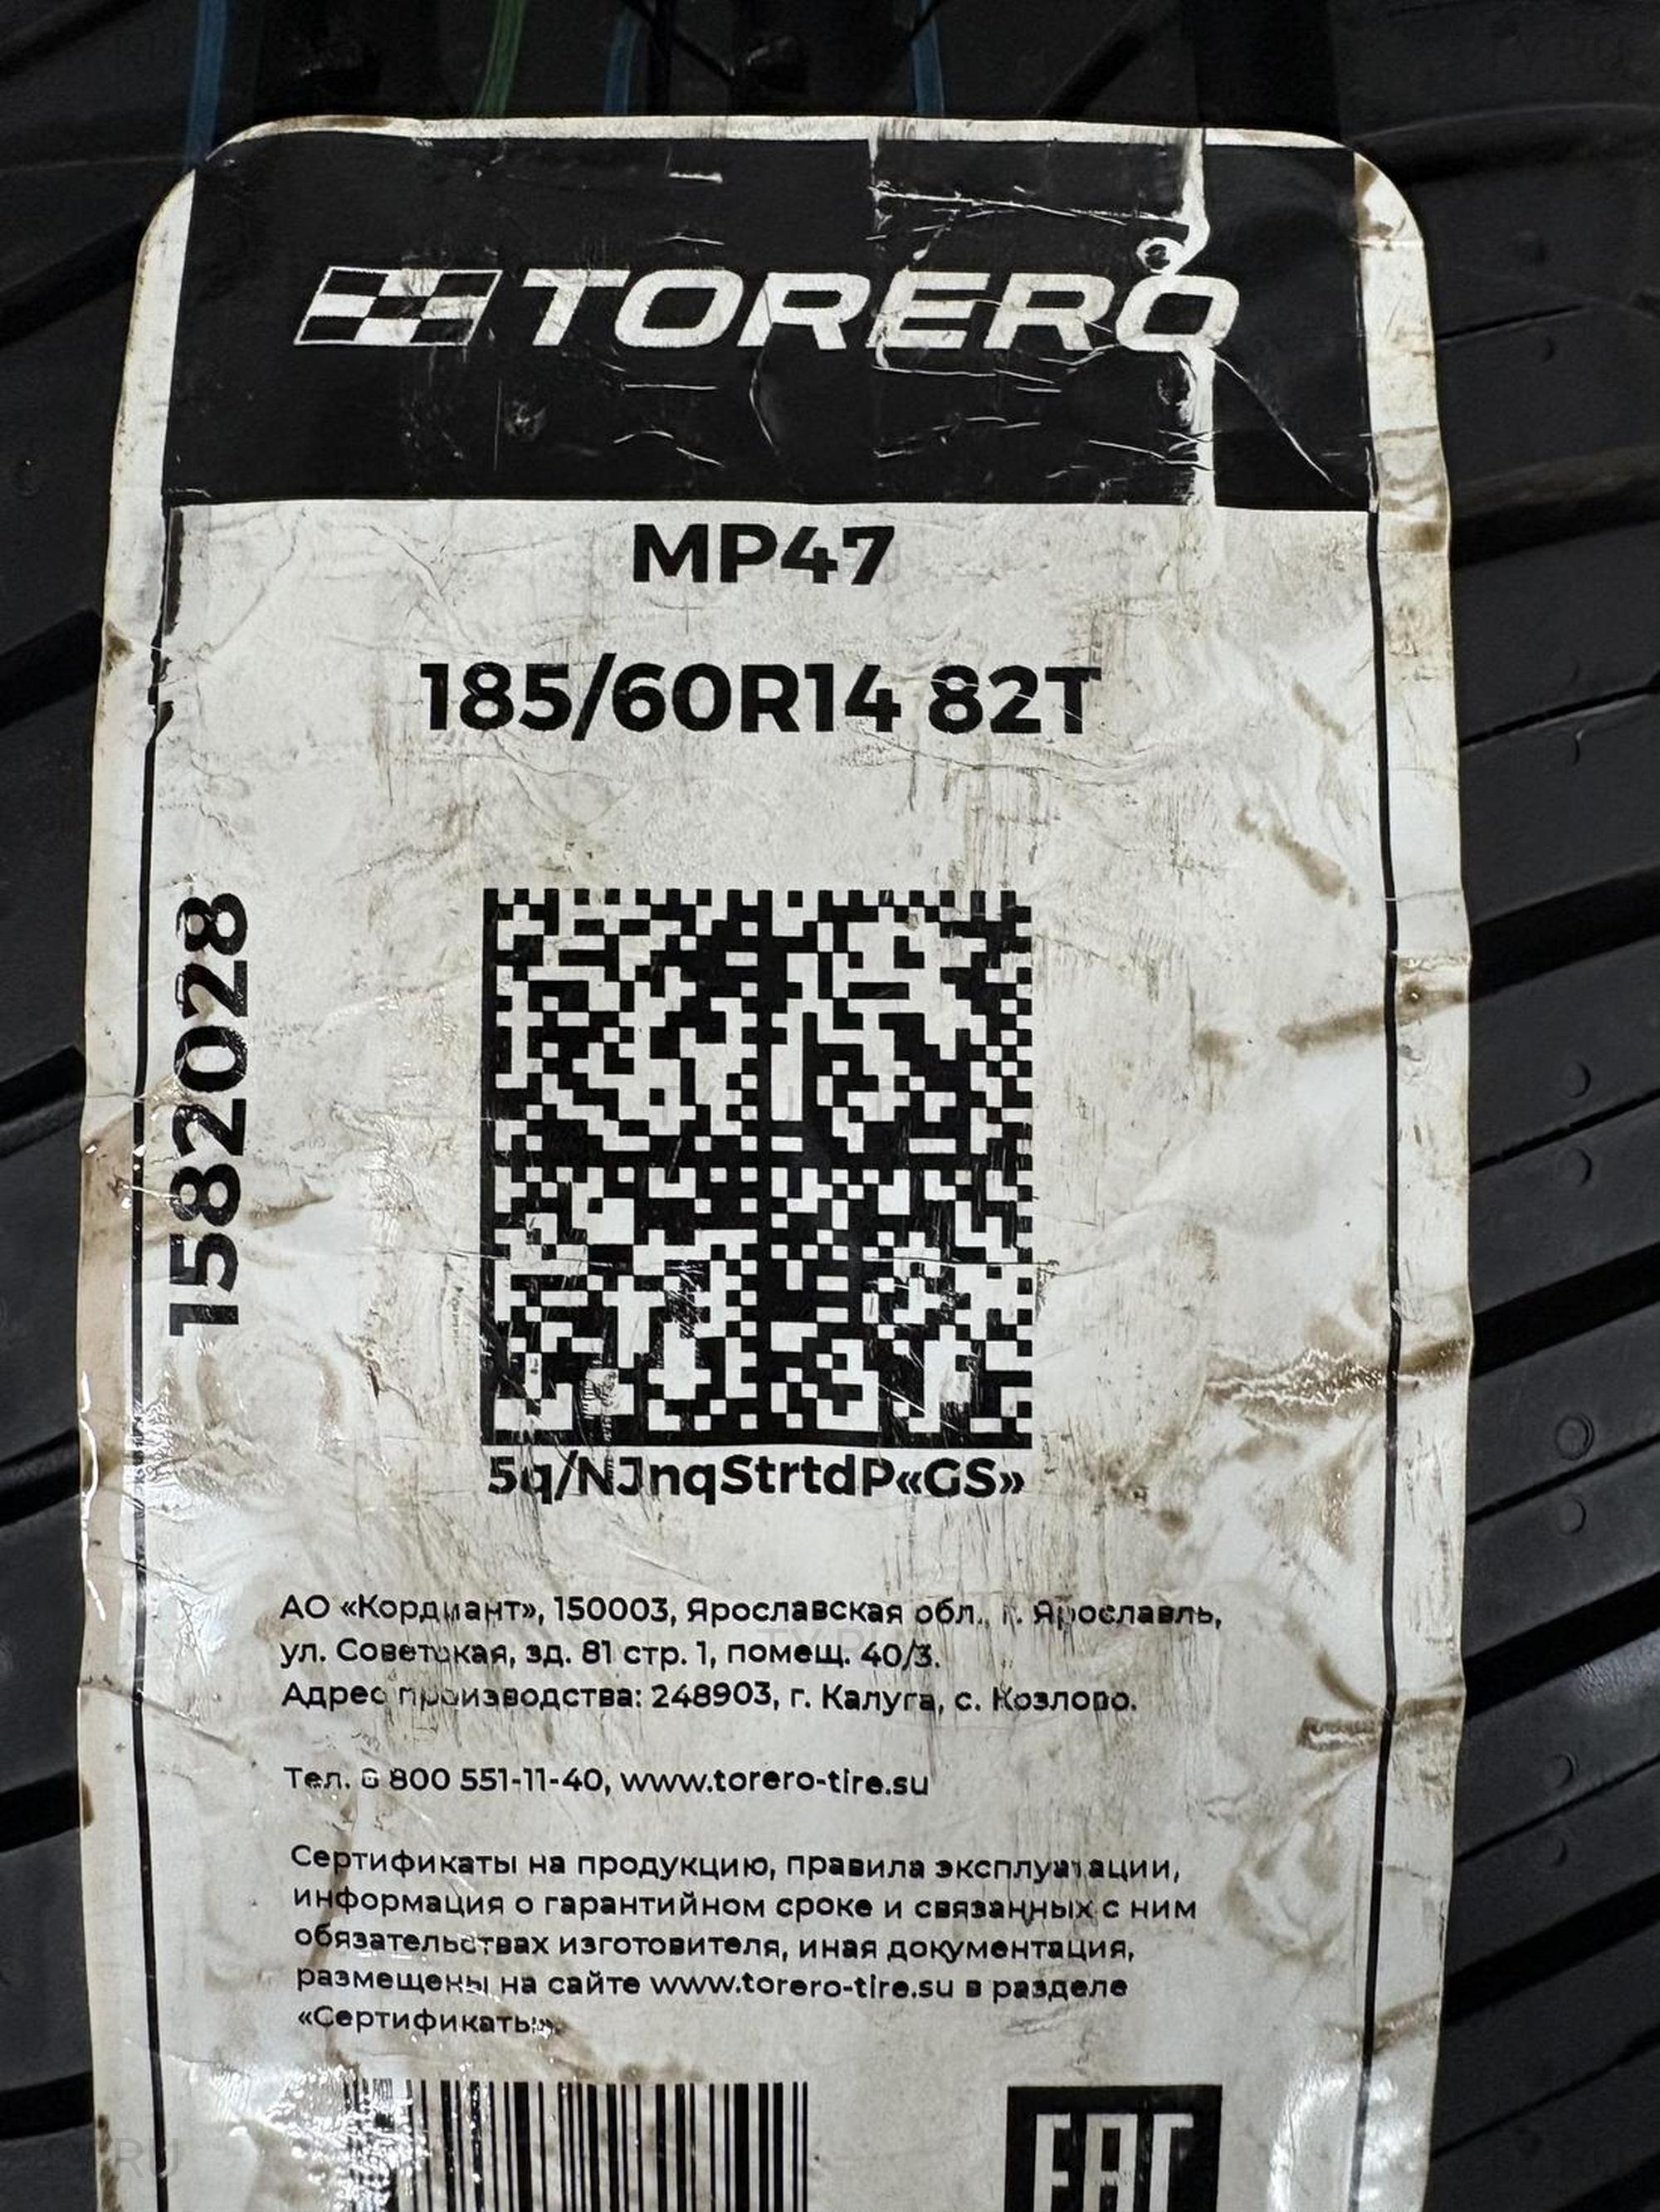 TORERO
MP47
185/60R14 82T
1582028
5q/NJnqStrtdP«GS»
АО «Кордиант», 150003, Ярославская обл., г. Ярославль,
ул. Советская, зд. 81 стр. 1, помещ. 40/3.
Адрес производства: 248903, г. Калуга, с. Козлово.
Тел. 8 800 551-11-40, www.torero-tire.su
Сертификаты на продукцию, правила эксплуатации,
информация о гарантийном сроке и связанных с ним
обязательствах изготовителя, иная документация,
размещены на сайте www.torero-tire.su в разделе
«Сертификаты».
EAC